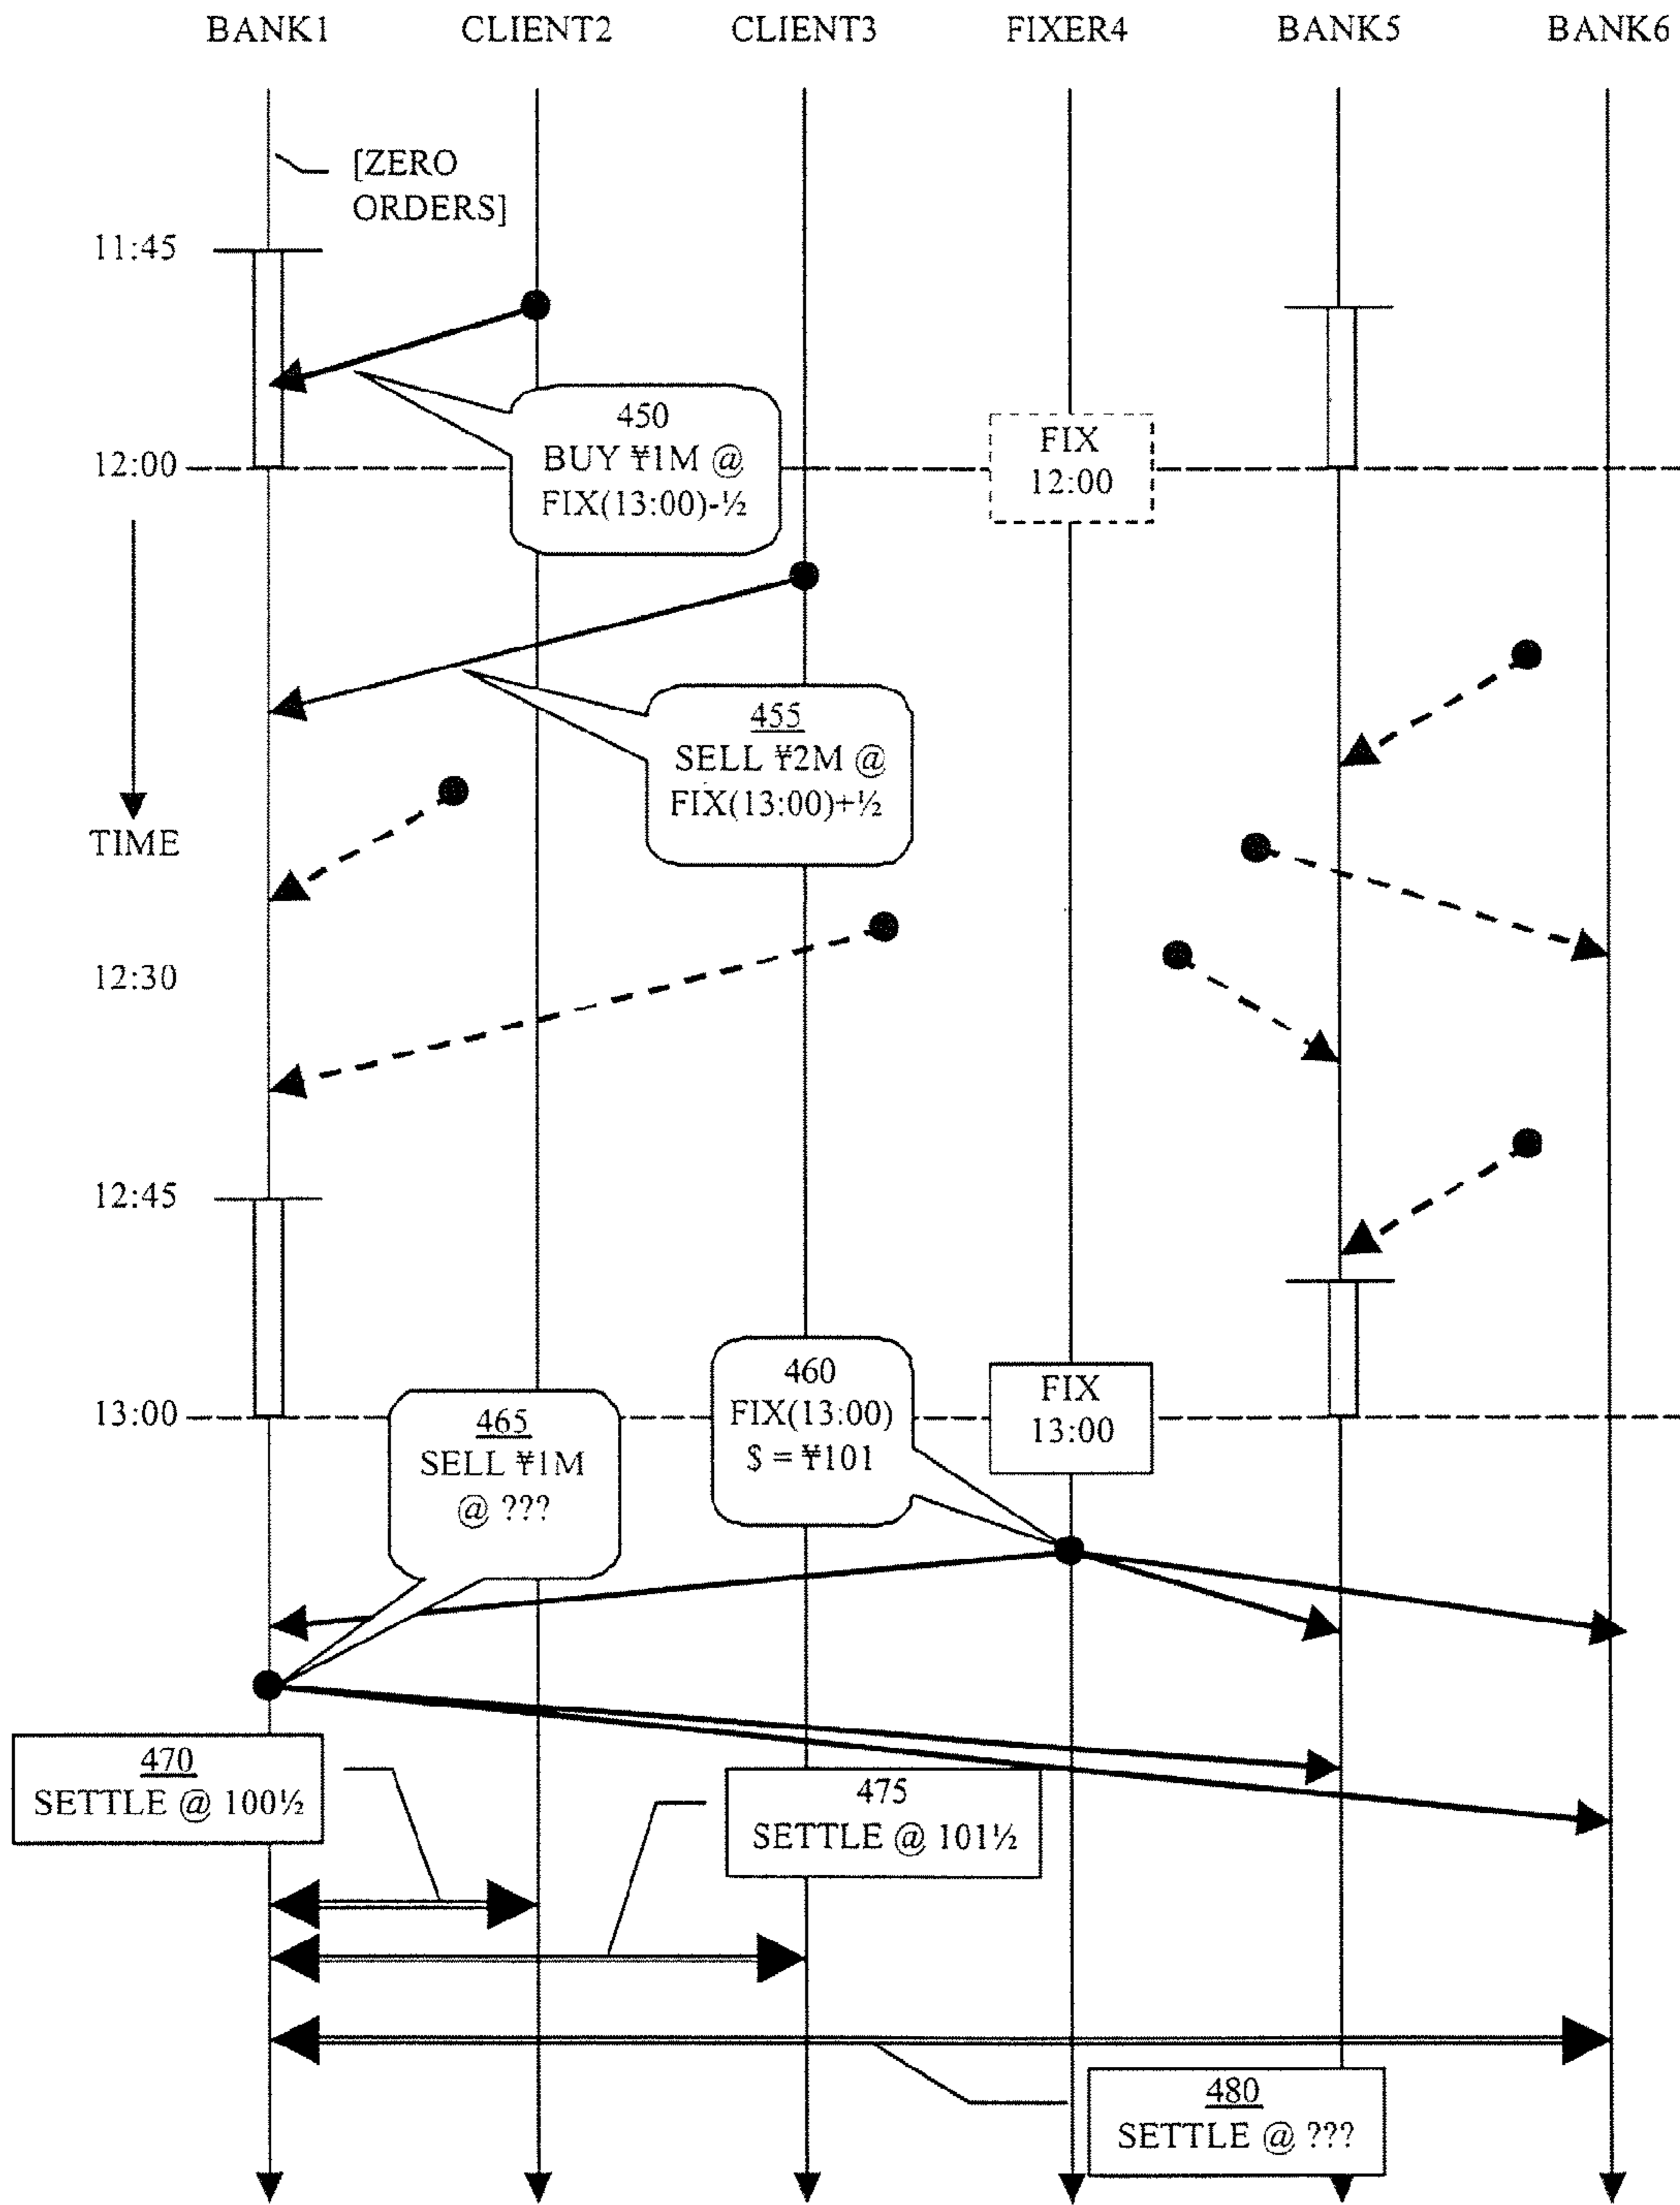 BANK1 CLIENT2 CLIENT3 FIXER4 BANK5 BANK6
[ZERO
ORDERS]
11:45
450
BUY ¥1M @
FIX(13:00)-½
FIX
12:00
12:00
455
SELL ¥2M @
FIX(13:00)+½
TIME
12:30
12:45
460
FIX(13:00)
$ = ¥101
FIX
13:00
13:00
465
SELL ¥1M
@ ???
470
SETTLE @ 100½
475
SETTLE @ 101½
480
SETTLE @ ???